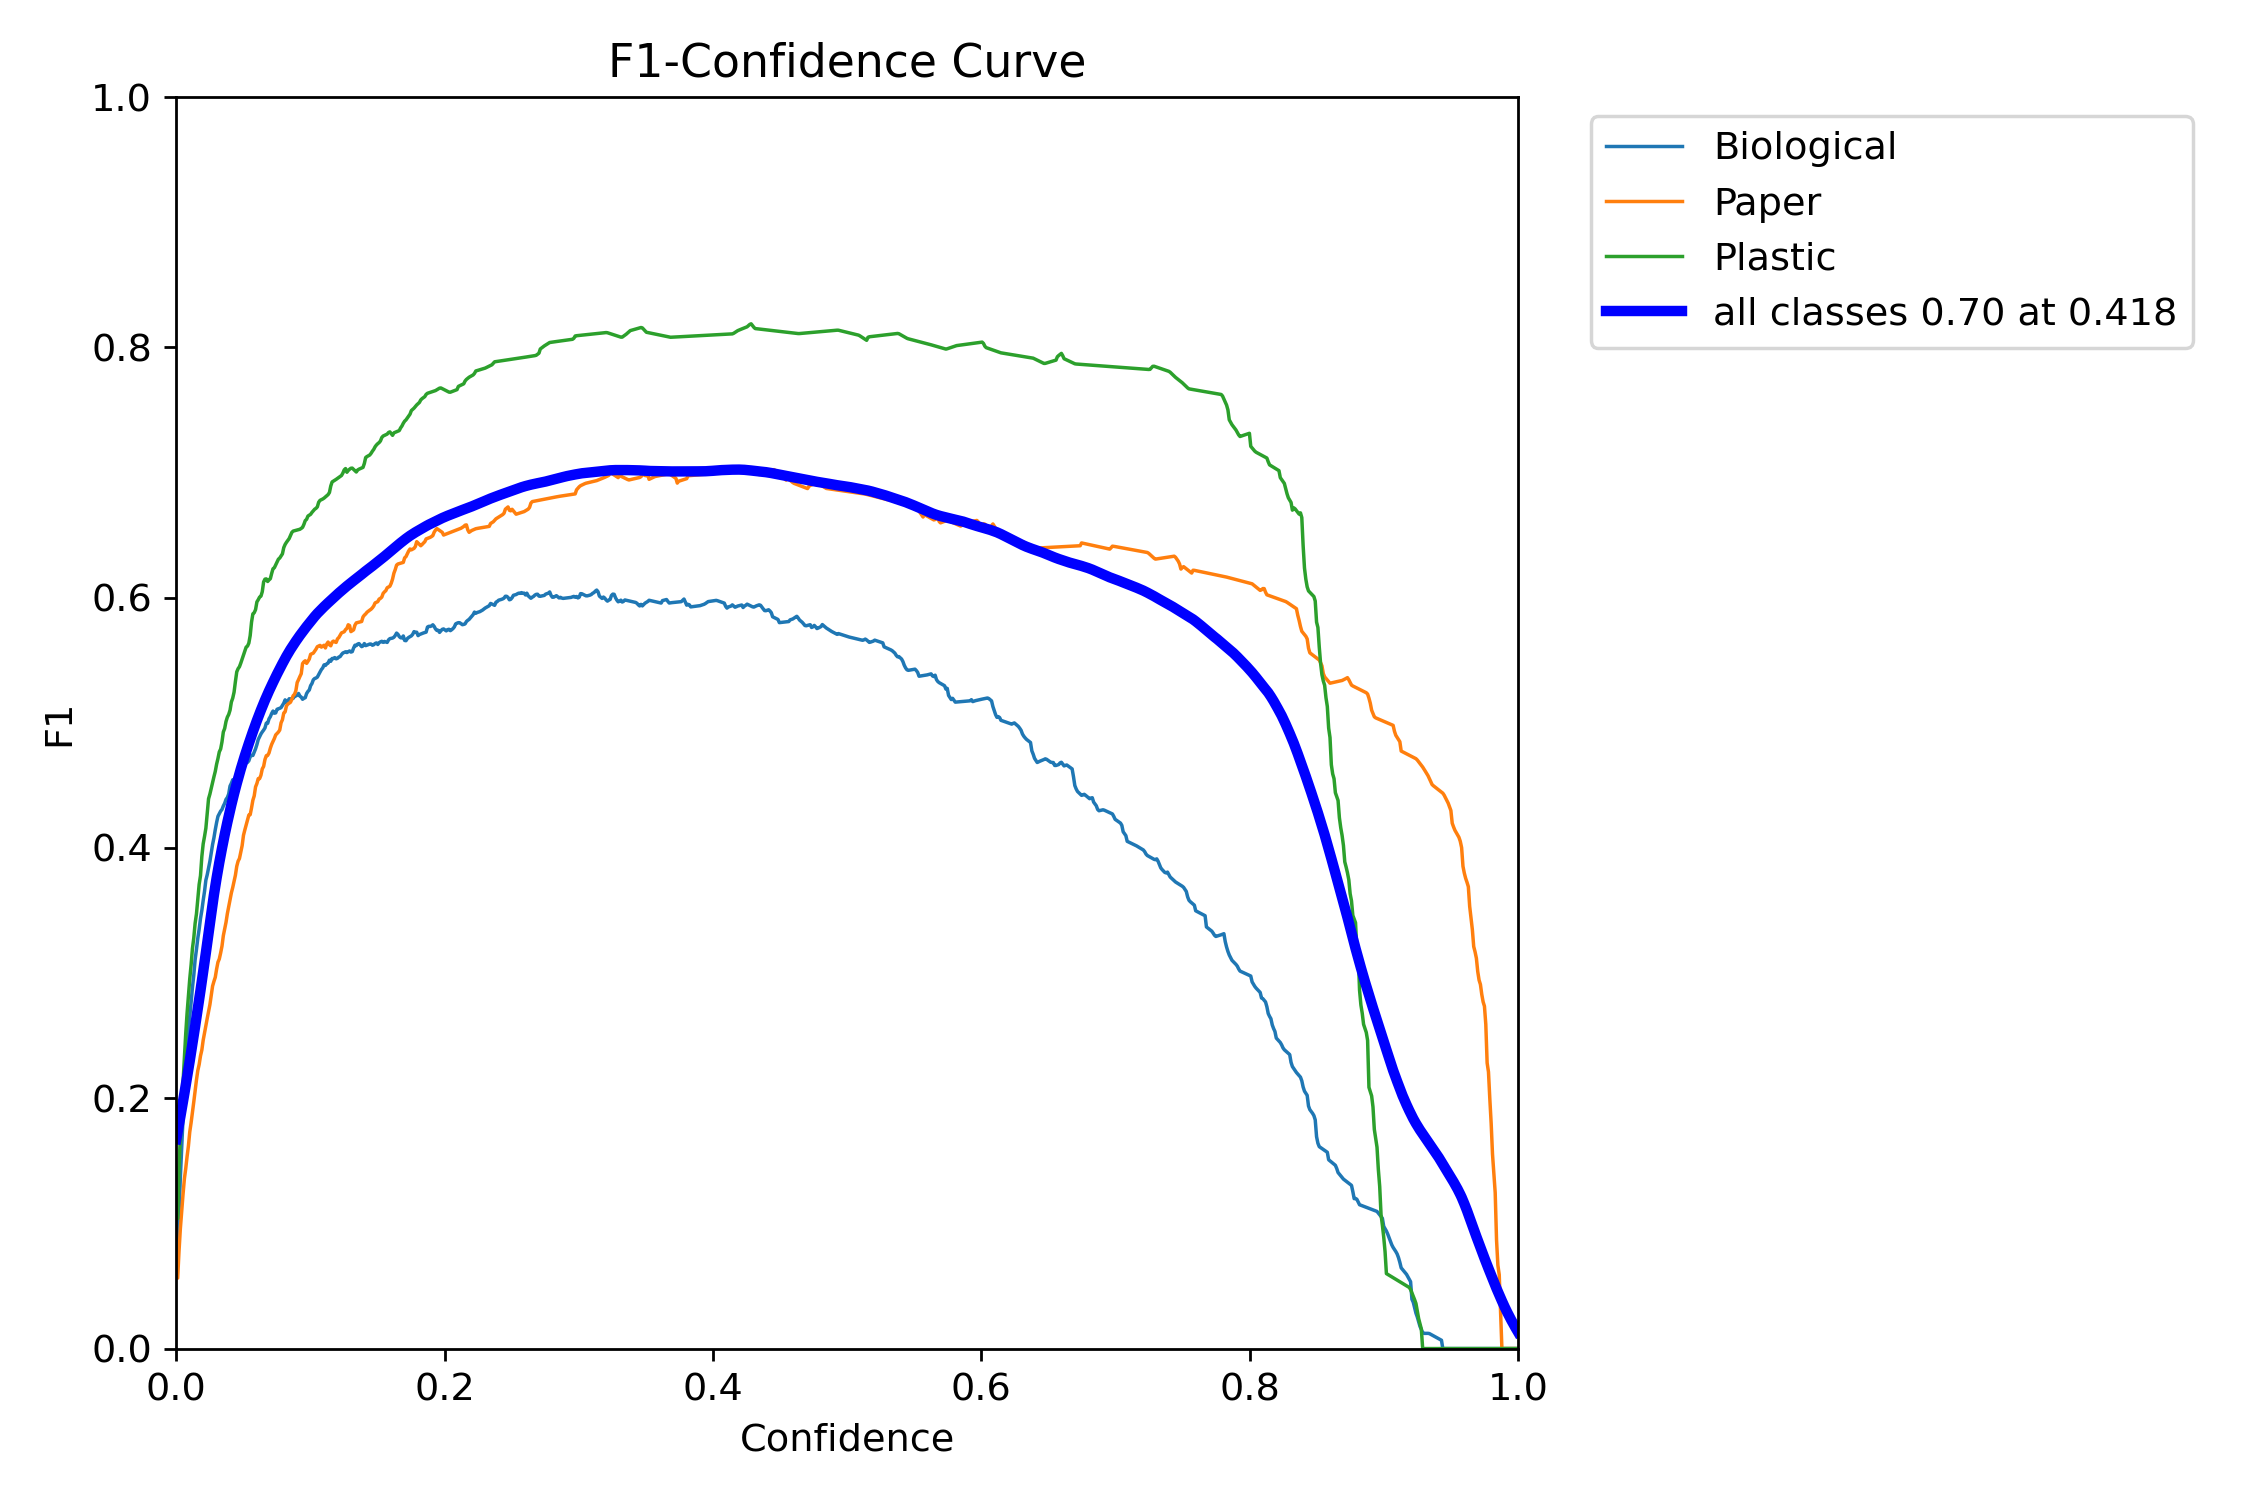 F1-Confidence Curve
1.0
0.8
0.6
0.4
0.2
0.0
F1
0.0 0.2 0.4 0.6 0.8 1.0
Confidence
Biological
Paper
Plastic
all classes 0.70 at 0.418